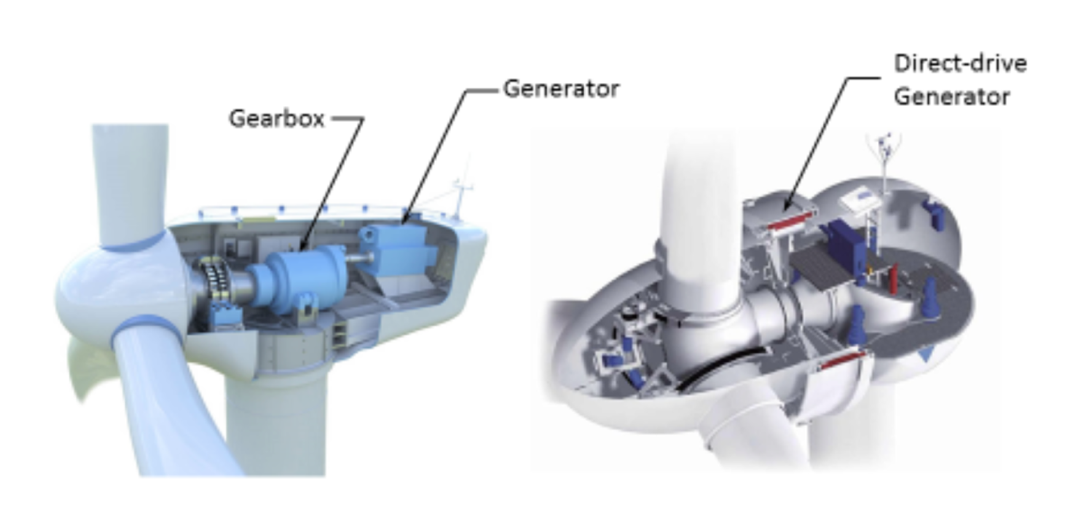 Gearbox
Generator
Direct-drive
Generator